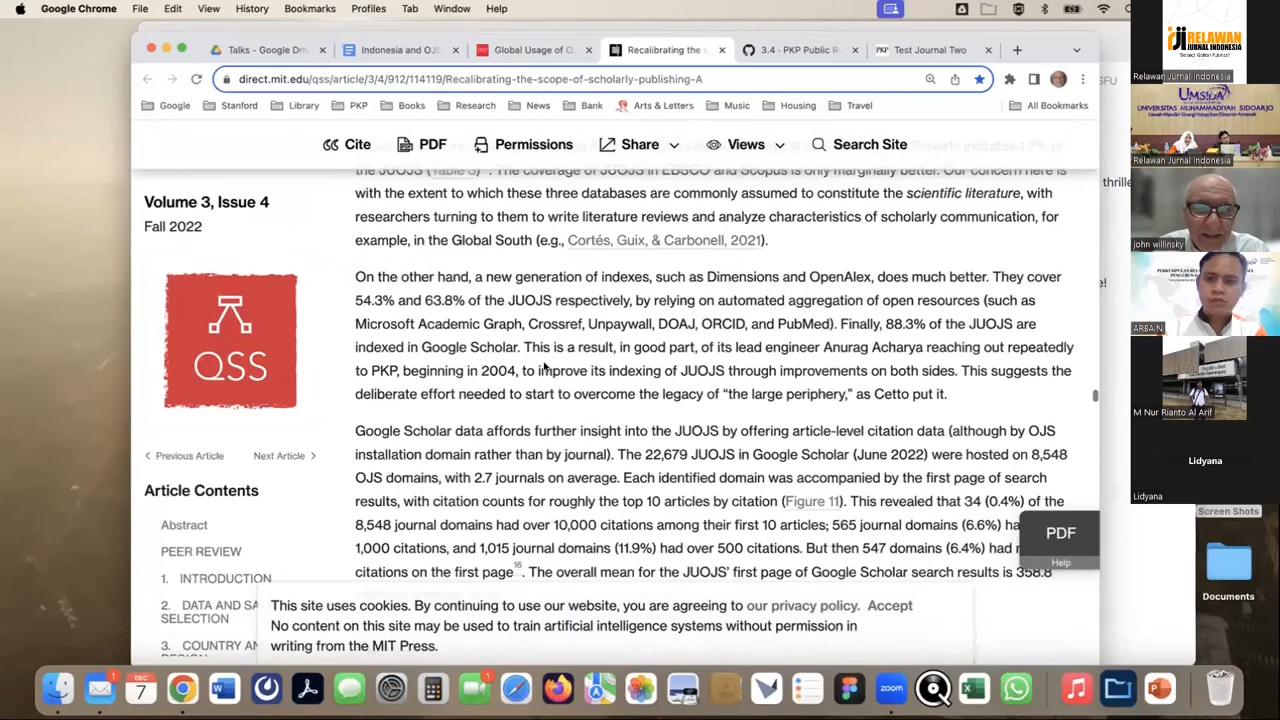 Google Chrome File Edit View History Bookmarks Profiles Tab Window Help
Talks - Google Dri
Indonesia and OJS
Global Usage of O
Recalibrating the s
3.4 - PKP Public R
Test Journal Two
direct.mit.edu/qss/article/3/4/912/114119/Recalibrating-the-scope-of-scholarly-publishing-A
Google Stanford Library PKP Books Research News Bank Arts & Letters Music Housing Travel All Bookmarks
Cite PDF Permissions Share Views Search Site
Volume 3, Issue 4
Fall 2022
QSS
Previous Article Next Article
Article Contents
Abstract
PEER REVIEW
1. INTRODUCTION
2. DATA AND SA
SELECTION
3. COUNTRY AN
the JUOJS (Table 3) . The coverage of JUOJS in EBSCO and Scopus is only marginally better. Our concern here is
with the extent to which these three databases are commonly assumed to constitute the scientific literature, with
researchers turning to them to write literature reviews and analyze characteristics of scholarly communication, for
example, in the Global South (e.g., Cortés, Guix, & Carbonell, 2021).
On the other hand, a new generation of indexes, such as Dimensions and OpenAlex, does much better. They cover
54.3% and 63.8% of the JUOJS respectively, by relying on automated aggregation of open resources (such as
Microsoft Academic Graph, Crossref, Unpaywall, DOAJ, ORCID, and PubMed). Finally, 88.3% of the JUOJS are
indexed in Google Scholar. This is a result, in good part, of its lead engineer Anurag Acharya reaching out repeatedly
to PKP, beginning in 2004, to improve its indexing of JUOJS through improvements on both sides. This suggests the
deliberate effort needed to start to overcome the legacy of “the large periphery,” as Cetto put it.
Google Scholar data affords further insight into the JUOJS by offering article-level citation data (although by OJS
installation domain rather than by journal). The 22,679 JUOJS in Google Scholar (June 2022) were hosted on 8,548
OJS domains, with 2.7 journals on average. Each identified domain was accompanied by the first page of search
results, with citation counts for roughly the top 10 articles by citation (Figure 11). This revealed that 34 (0.4%) of the
8,548 journal domains had over 10,000 citations among their first 10 articles; 565 journal domains (6.6%) ha
1,000 citations, and 1,015 journal domains (11.9%) had over 500 citations. But then 547 domains (6.4%) had
citations on the first page16. The overall mean for the JUOJS’ first page of Google Scholar search results is 358.8
PDF
Help
This site uses cookies. By continuing to use our website, you are agreeing to our privacy policy. Accept
No content on this site may be used to train artificial intelligence systems without permission in
writing from the MIT Press.
SFU
thrille
e!
RELAWAN
JURNAL INDONESIA
Relawan Jurnal Indonesia
UMSIDA
UNIVERSITAS MUHAMMADIYAH SIDOARJO
Relawan Jurnal Indonesia
john willinsky
ARBAIN
M Nur Rianto Al Arif
Lidyana
Lidyana
Screen Shots
Documents
DEC
7
zoom
1
1